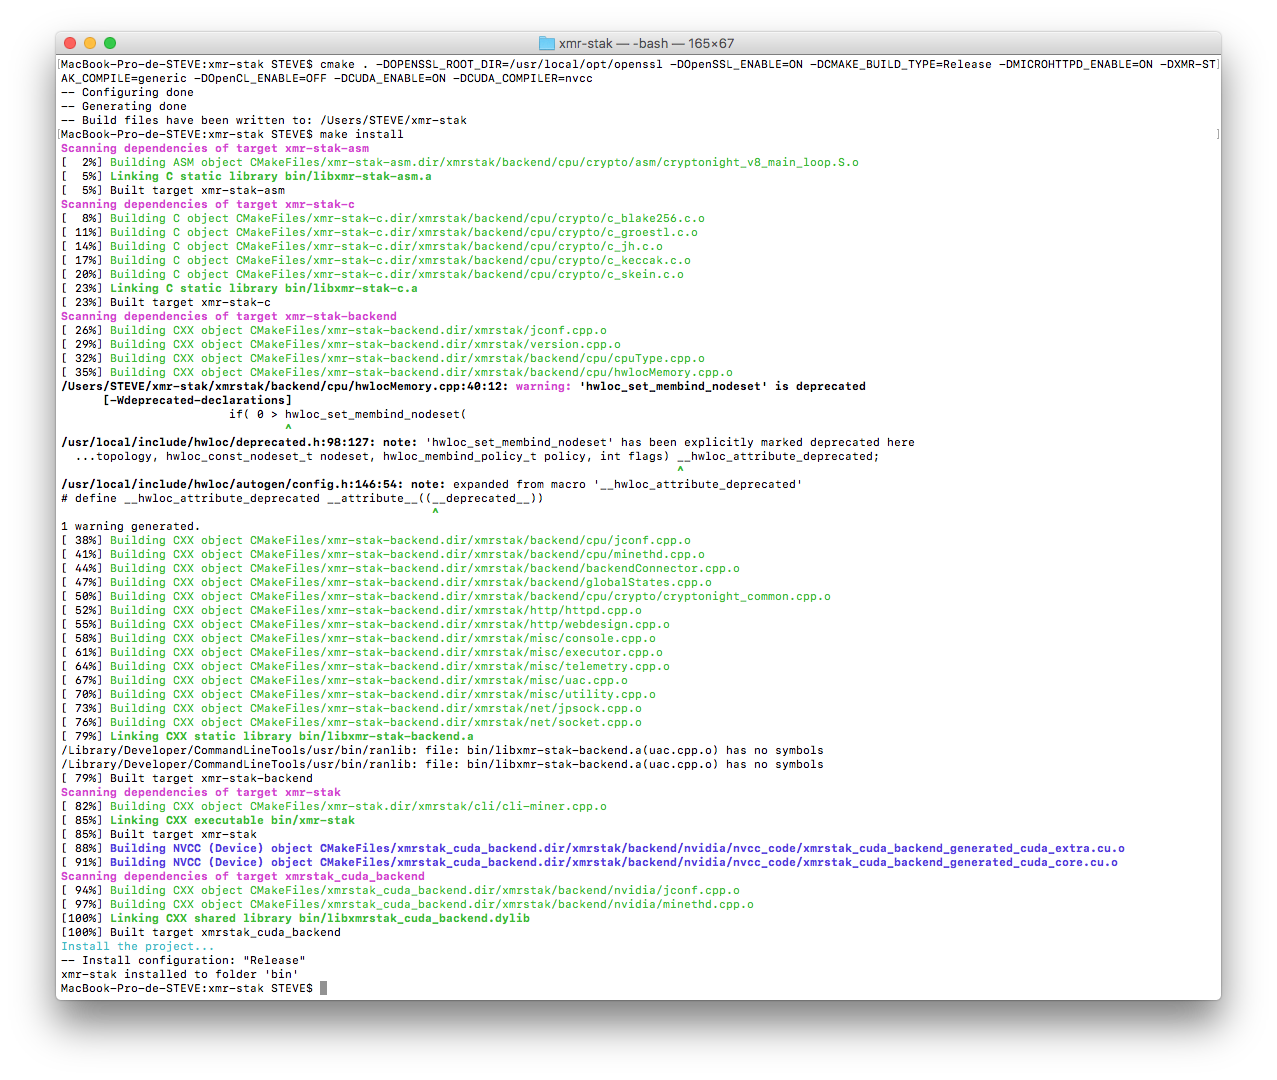 xmr-stak — -bash — 165×67
[MacBook-Pro-de-STEVE:xmr-stak STEVE$ cmake . -DOPENSSL_ROOT_DIR=/usr/local/opt/openssl -DOpenSSL_ENABLE=ON -DCMAKE_BUILD_TYPE=Release -DMICROHTTPD_ENABLE=ON -DXMR-ST]
AK_COMPILE=generic -DOpenCL_ENABLE=OFF -DCUDA_ENABLE=ON -DCUDA_COMPILER=nvcc
-- Configuring done
-- Generating done
-- Build files have been written to: /Users/STEVE/xmr-stak
[MacBook-Pro-de-STEVE:xmr-stak STEVE$ make install ]
Scanning dependencies of target xmr-stak-asm
[  2%] Building ASM object CMakeFiles/xmr-stak-asm.dir/xmrstak/backend/cpu/crypto/asm/cryptonight_v8_main_loop.S.o
[  5%] Linking C static library bin/libxmr-stak-asm.a
[  5%] Built target xmr-stak-asm
Scanning dependencies of target xmr-stak-c
[  8%] Building C object CMakeFiles/xmr-stak-c.dir/xmrstak/backend/cpu/crypto/c_blake256.c.o
[ 11%] Building C object CMakeFiles/xmr-stak-c.dir/xmrstak/backend/cpu/crypto/c_groestl.c.o
[ 14%] Building C object CMakeFiles/xmr-stak-c.dir/xmrstak/backend/cpu/crypto/c_jh.c.o
[ 17%] Building C object CMakeFiles/xmr-stak-c.dir/xmrstak/backend/cpu/crypto/c_keccak.c.o
[ 20%] Building C object CMakeFiles/xmr-stak-c.dir/xmrstak/backend/cpu/crypto/c_skein.c.o
[ 23%] Linking C static library bin/libxmr-stak-c.a
[ 23%] Built target xmr-stak-c
Scanning dependencies of target xmr-stak-backend
[ 26%] Building CXX object CMakeFiles/xmr-stak-backend.dir/xmrstak/jconf.cpp.o
[ 29%] Building CXX object CMakeFiles/xmr-stak-backend.dir/xmrstak/version.cpp.o
[ 32%] Building CXX object CMakeFiles/xmr-stak-backend.dir/xmrstak/backend/cpu/cpuType.cpp.o
[ 35%] Building CXX object CMakeFiles/xmr-stak-backend.dir/xmrstak/backend/cpu/hwlocMemory.cpp.o
/Users/STEVE/xmr-stak/xmrstak/backend/cpu/hwlocMemory.cpp:40:12: warning: 'hwloc_set_membind_nodeset' is deprecated
      [-Wdeprecated-declarations]
                        if( 0 > hwloc_set_membind_nodeset(
                                ^
/usr/local/include/hwloc/deprecated.h:98:127: note: 'hwloc_set_membind_nodeset' has been explicitly marked deprecated here
  ...topology, hwloc_const_nodeset_t nodeset, hwloc_membind_policy_t policy, int flags) __hwloc_attribute_deprecated;
                                                                                        ^
/usr/local/include/hwloc/autogen/config.h:146:54: note: expanded from macro '__hwloc_attribute_deprecated'
# define __hwloc_attribute_deprecated __attribute__((__deprecated__))
                                                     ^
1 warning generated.
[ 38%] Building CXX object CMakeFiles/xmr-stak-backend.dir/xmrstak/backend/cpu/jconf.cpp.o
[ 41%] Building CXX object CMakeFiles/xmr-stak-backend.dir/xmrstak/backend/cpu/minethd.cpp.o
[ 44%] Building CXX object CMakeFiles/xmr-stak-backend.dir/xmrstak/backend/backendConnector.cpp.o
[ 47%] Building CXX object CMakeFiles/xmr-stak-backend.dir/xmrstak/backend/globalStates.cpp.o
[ 50%] Building CXX object CMakeFiles/xmr-stak-backend.dir/xmrstak/backend/cpu/crypto/cryptonight_common.cpp.o
[ 52%] Building CXX object CMakeFiles/xmr-stak-backend.dir/xmrstak/http/httpd.cpp.o
[ 55%] Building CXX object CMakeFiles/xmr-stak-backend.dir/xmrstak/http/webdesign.cpp.o
[ 58%] Building CXX object CMakeFiles/xmr-stak-backend.dir/xmrstak/misc/console.cpp.o
[ 61%] Building CXX object CMakeFiles/xmr-stak-backend.dir/xmrstak/misc/executor.cpp.o
[ 64%] Building CXX object CMakeFiles/xmr-stak-backend.dir/xmrstak/misc/telemetry.cpp.o
[ 67%] Building CXX object CMakeFiles/xmr-stak-backend.dir/xmrstak/misc/uac.cpp.o
[ 70%] Building CXX object CMakeFiles/xmr-stak-backend.dir/xmrstak/misc/utility.cpp.o
[ 73%] Building CXX object CMakeFiles/xmr-stak-backend.dir/xmrstak/net/jpsock.cpp.o
[ 76%] Building CXX object CMakeFiles/xmr-stak-backend.dir/xmrstak/net/socket.cpp.o
[ 79%] Linking CXX static library bin/libxmr-stak-backend.a
/Library/Developer/CommandLineTools/usr/bin/ranlib: file: bin/libxmr-stak-backend.a(uac.cpp.o) has no symbols
/Library/Developer/CommandLineTools/usr/bin/ranlib: file: bin/libxmr-stak-backend.a(uac.cpp.o) has no symbols
[ 79%] Built target xmr-stak-backend
Scanning dependencies of target xmr-stak
[ 82%] Building CXX object CMakeFiles/xmr-stak.dir/xmrstak/cli/cli-miner.cpp.o
[ 85%] Linking CXX executable bin/xmr-stak
[ 85%] Built target xmr-stak
[ 88%] Building NVCC (Device) object CMakeFiles/xmrstak_cuda_backend.dir/xmrstak/backend/nvidia/nvcc_code/xmrstak_cuda_backend_generated_cuda_extra.cu.o
[ 91%] Building NVCC (Device) object CMakeFiles/xmrstak_cuda_backend.dir/xmrstak/backend/nvidia/nvcc_code/xmrstak_cuda_backend_generated_cuda_core.cu.o
Scanning dependencies of target xmrstak_cuda_backend
[ 94%] Building CXX object CMakeFiles/xmrstak_cuda_backend.dir/xmrstak/backend/nvidia/jconf.cpp.o
[ 97%] Building CXX object CMakeFiles/xmrstak_cuda_backend.dir/xmrstak/backend/nvidia/minethd.cpp.o
[100%] Linking CXX shared library bin/libxmrstak_cuda_backend.dylib
[100%] Built target xmrstak_cuda_backend
Install the project...
-- Install configuration: "Release"
xmr-stak installed to folder 'bin'
MacBook-Pro-de-STEVE:xmr-stak STEVE$